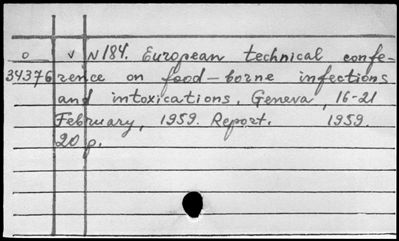 O V N184. European technical confe-
34376 rence on food-borne infections
and intoxications, Geneva, 16-21
February, 1959. Report. 1959.
20 p.